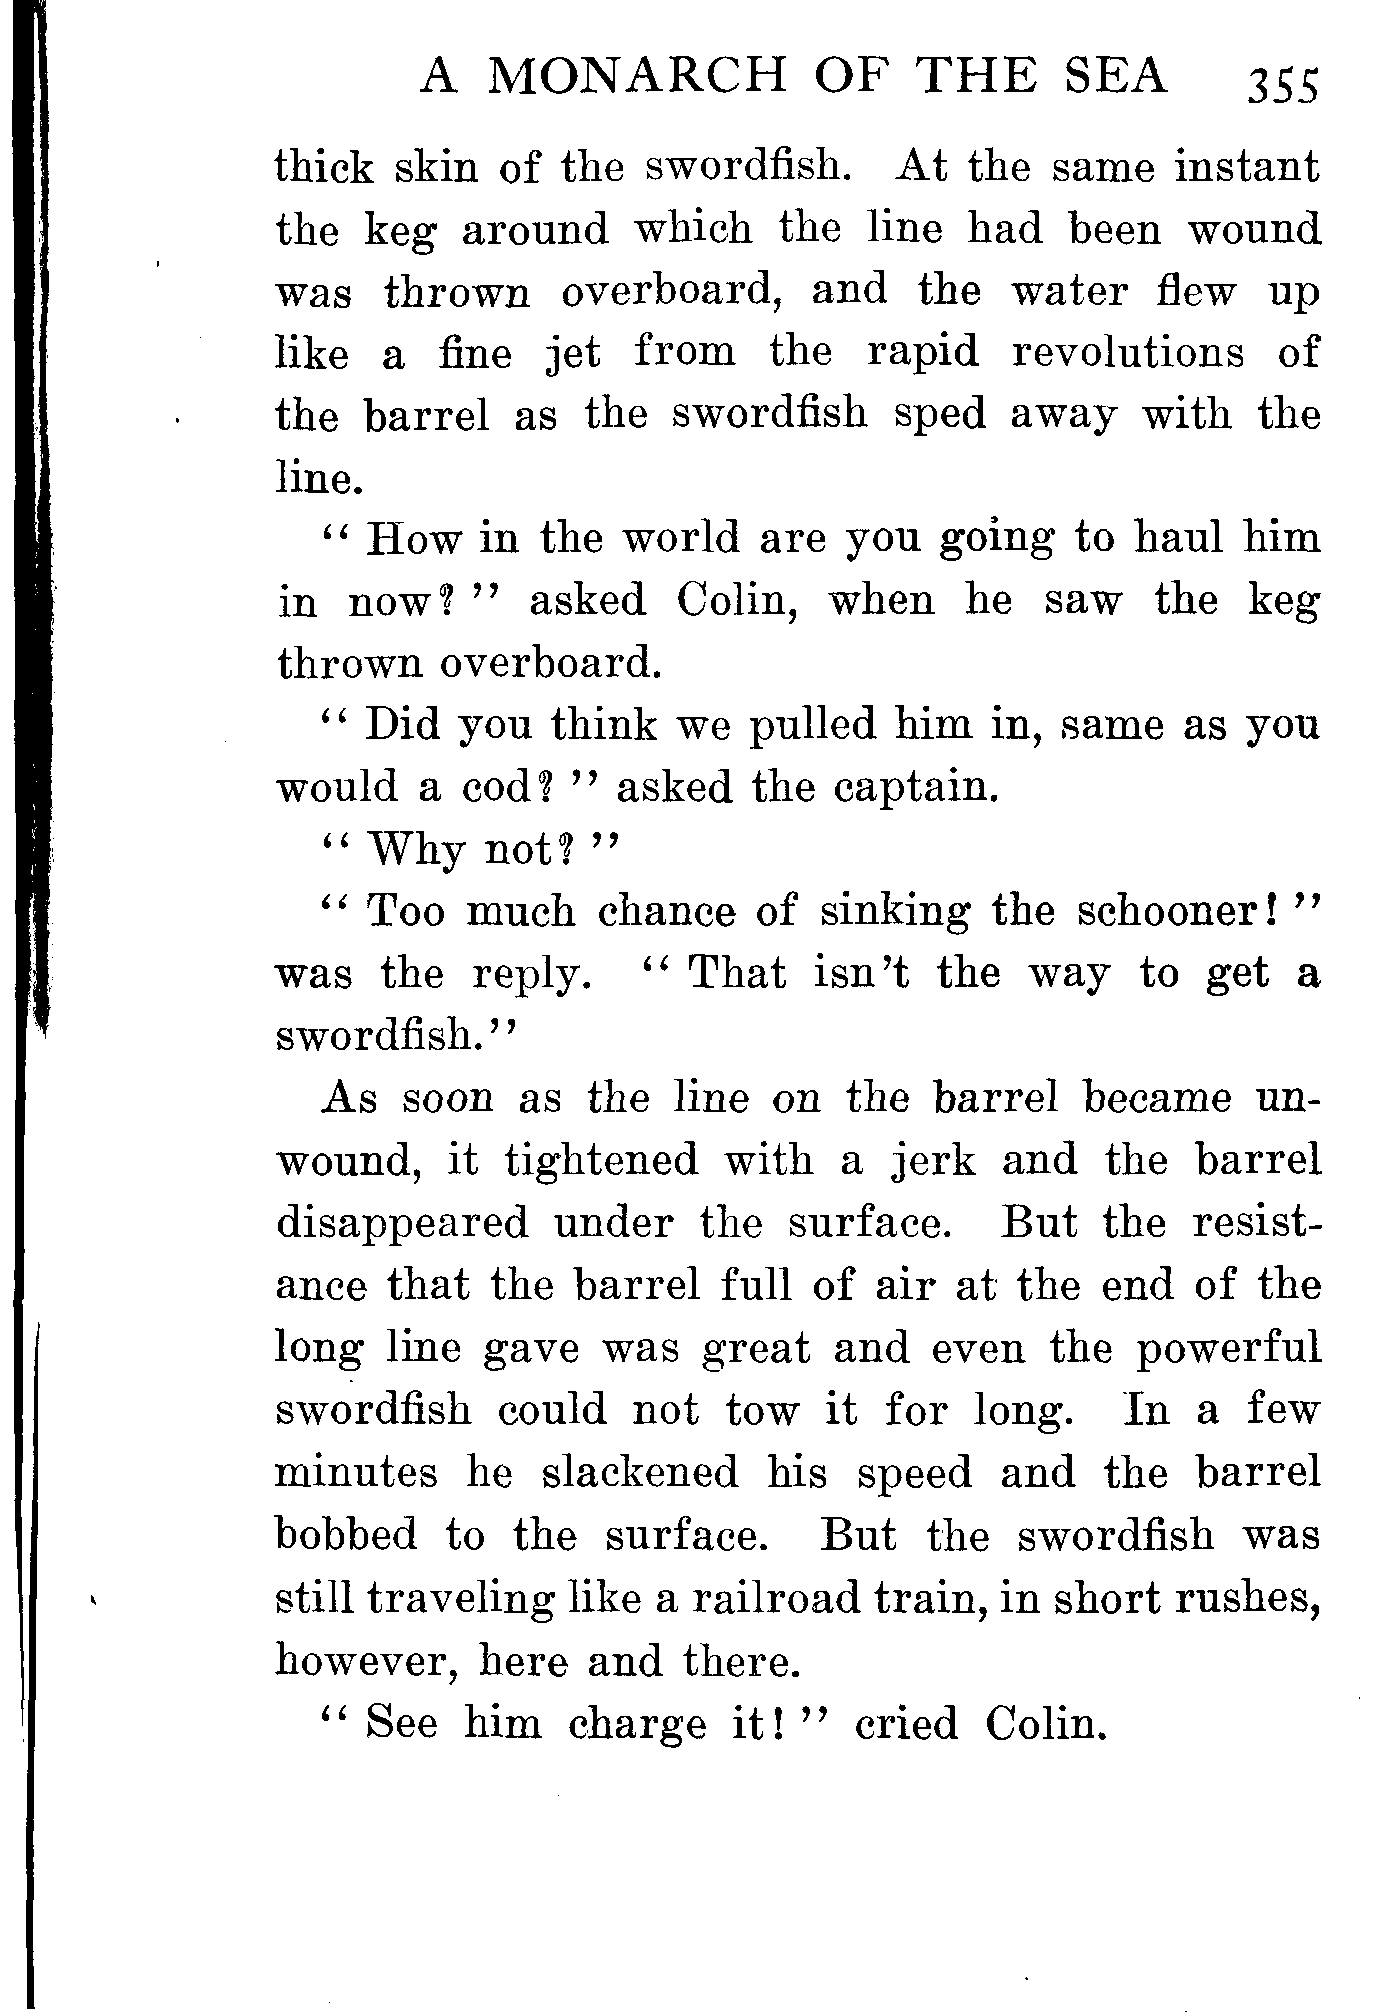 A MONARCH OF THE SEA 355
thick skin of the swordfish. At the same instant
the keg around which the line had been wound
was thrown overboard, and the water flew up
like a fine jet from the rapid revolutions of
the barrel as the swordfish sped away with the
line.
“ How in the world are you going to haul him
in now? ” asked Colin, when he saw the keg
thrown overboard.
“ Did you think we pulled him in, same as you
would a cod? ” asked the captain.
“ Why not? ”
“ Too much chance of sinking the schooner! ”
was the reply. “ That isn't the way to get a
swordfish.”
As soon as the line on the barrel became un-
wound, it tightened with a jerk and the barrel
disappeared under the surface. But the resist-
ance that the barrel full of air at the end of the
long line gave was great and even the powerful
swordfish could not tow it for long. In a few
minutes he slackened his speed and the barrel
bobbed to the surface. But the swordfish was
still traveling like a railroad train, in short rushes,
however, here and there.
“ See him charge it! ” cried Colin.